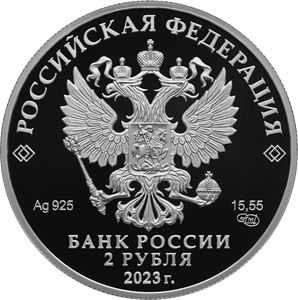 РОССИЙСКАЯ ФЕДЕРАЦИЯ
Ag 925
15,55
БАНК РОССИИ
2 РУБЛЯ
2023 г.